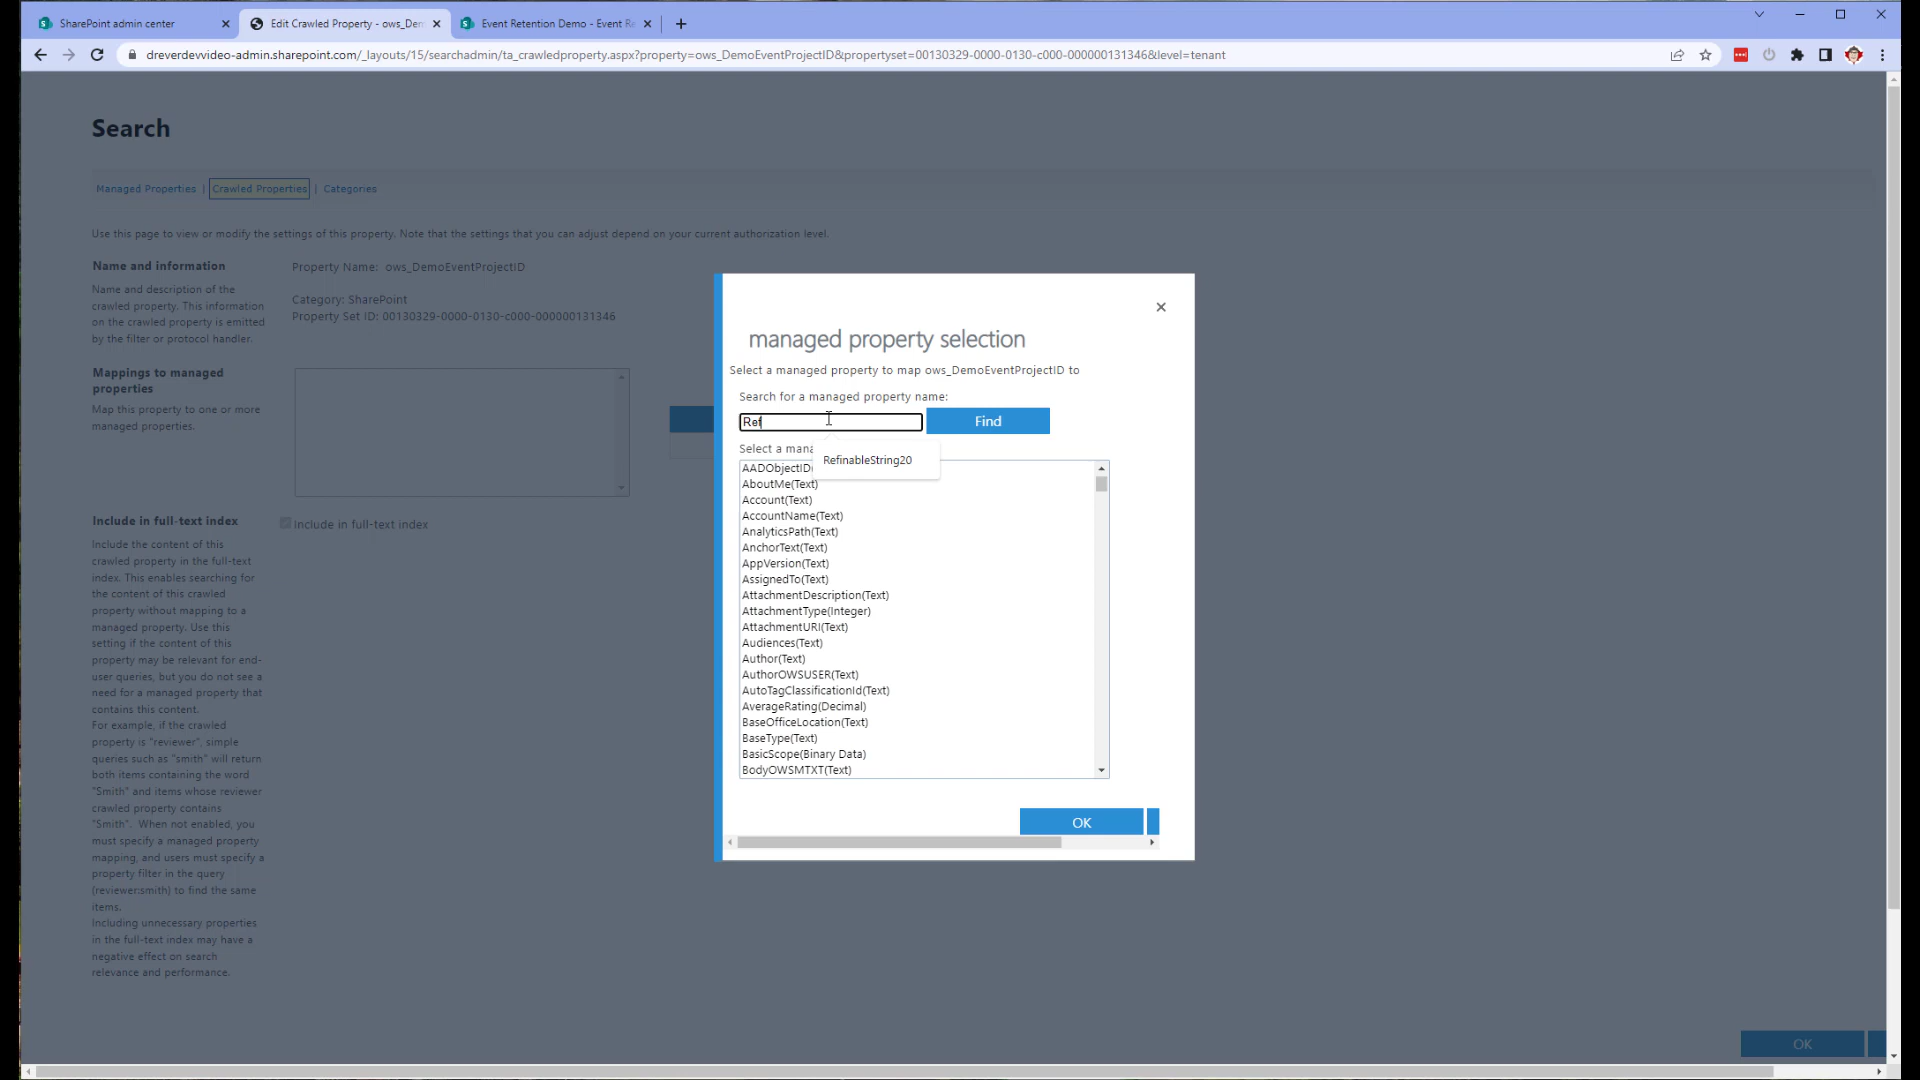 SharePoint admin center
Edit Crawled Property - ows_Dem
Event Retention Demo - Event Re
dreverdevvideo-admin.sharepoint.com/_layouts/15/searchadmin/ta_crawledproperty.aspx?property=ows_DemoEventProjectID&propertyset=00130329-0000-0130-c000-000000131346&level=tenant
Search
Managed Properties | Crawled Properties | Categories
Use this page to view or modify the settings of this property. Note that the settings that you can adjust depend on your current authorization level.
Name and information
Name and description of the
crawled property. This information
on the crawled property is emitted
by the filter or protocol handler.
Property Name: ows_DemoEventProjectID
Category: SharePoint
Property Set ID: 00130329-0000-0130-c000-000000131346
Mappings to managed
properties
Map this property to one or more
managed properties.
Include in full-text index
Include in full-text index
Include the content of this
crawled property in the full-text
index. This enables searching for
the content of this crawled
property without mapping to a
managed property. Use this
setting if the content of this
property may be relevant for end-
user queries, but you do not see a
need for a managed property that
contains this content.
For example, if the crawled
property is "reviewer", simple
queries such as "smith" will return
both items containing the word
"Smith" and items whose reviewer
crawled property contains
"Smith". When not enabled, you
must specify a managed property
mapping, and users must specify a
property filter in the query
(reviewer:smith) to find the same
items.
Including unnecessary properties
in the full-text index may have a
negative effect on search
relevance and performance.
managed property selection
Select a managed property to map ows_DemoEventProjectID to
Search for a managed property name:
Ref
Find
Select a mana
RefinableString20
AADObjectID(
AboutMe(Text)
Account(Text)
AccountName(Text)
AnalyticsPath(Text)
AnchorText(Text)
AppVersion(Text)
AssignedTo(Text)
AttachmentDescription(Text)
AttachmentType(Integer)
AttachmentURI(Text)
Audiences(Text)
Author(Text)
AuthorOWSUSER(Text)
AutoTagClassificationId(Text)
AverageRating(Decimal)
BaseOfficeLocation(Text)
BaseType(Text)
BasicScope(Binary Data)
BodyOWSMTXT(Text)
OK
OK